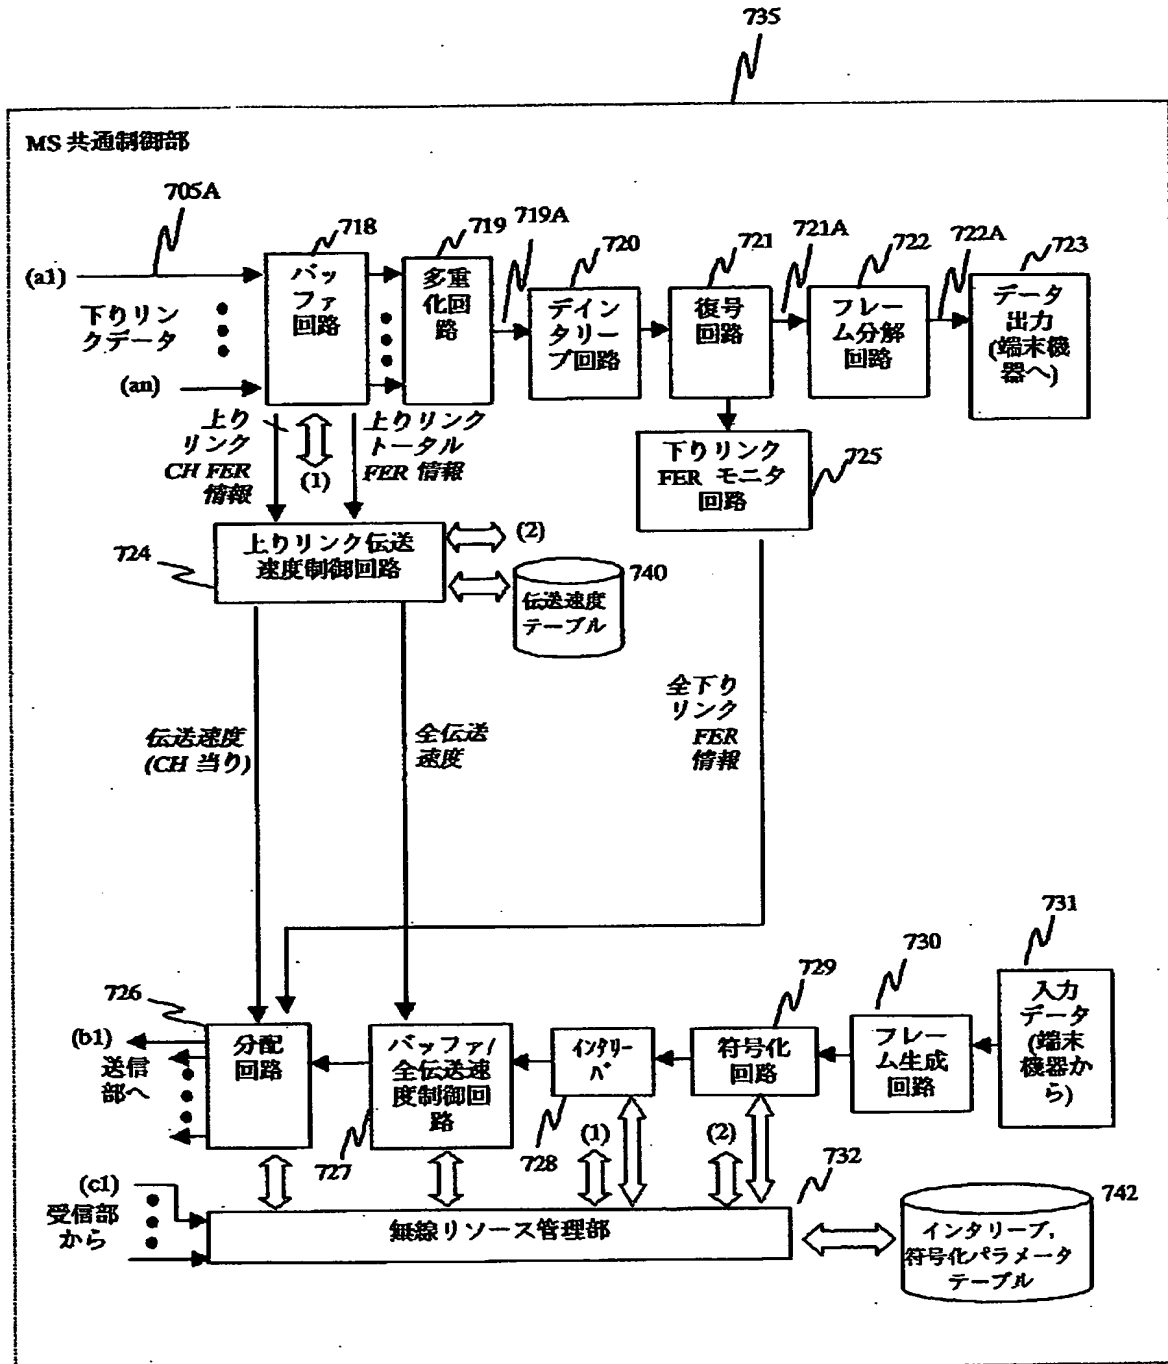 735
MS 共通制御部
705A
718
719
719A
720
721
721A
722
722A
723
(a1)
下りリン
クデータ
(an)
バッ
ファ
回路
多重
化回
路
デイン
タリー
ブ回路
復号
回路
フレー
ム分解
回路
データ
出力
(端末機
器へ)
上り
リンク
CH FER
情報
(1)
上りリンク
トータル
FER 情報
下りリンク
FER モニタ
回路
725
724
上りリンク伝送
速度制御回路
(2)
740
伝送速度
テーブル
伝送速度
(CH 当り)
全伝送
速度
全下り
リンク
FER
情報
731
730
729
726
(b1)
送信
部へ
分配
回路
バッファ/
全伝送速
度制御回
路
インタリー
バ
符号化
回路
フレー
ム生成
回路
入力
データ
(端末
機器か
ら)
727
728
(1)
(2)
732
(c1)
受信部
から
無線リソース管理部
742
インタリーブ,
符号化パラメータ
テーブル